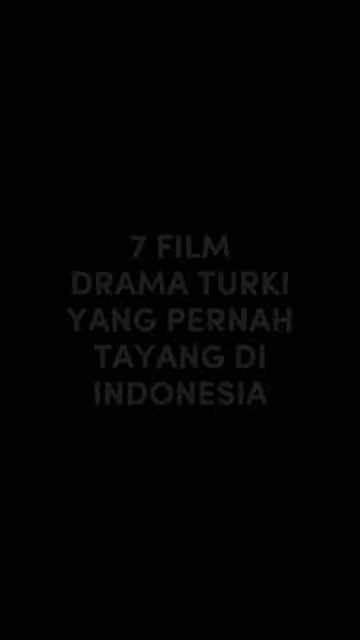 7 FILM
DRAMA TURKI
YANG PERNAH
TAYANG DI
INDONESIA